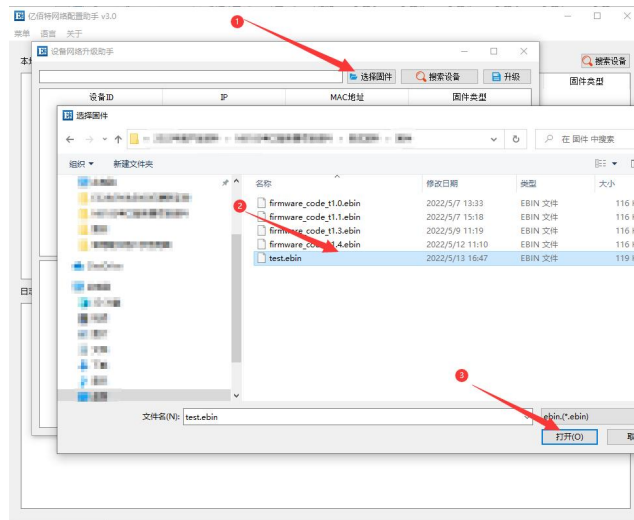 亿佰特网络配置助手 v3.0
菜单 语言 关于
1
设备网络升级助手
搜索设备
选择固件 搜索设备 升级
固件类型
设备ID IP MAC地址 固件类型
选择固件
在 固件 中搜索
组织 新建文件夹
名称 修改日期 类型 大小
firmware_code_t1.0.ebin 2022/5/7 13:33 EBIN 文件 116
2
firmware_code_t1.1.ebin 2022/5/7 15:18 EBIN 文件 116
firmware_code_t1.3.ebin 2022/5/9 11:19 EBIN 文件 116
firmware_code_t1.4.ebin 2022/5/12 11:10 EBIN 文件 116
test.ebin 2022/5/13 16:47 EBIN 文件 119
3
文件名(N): test.ebin ebin.(*.ebin)
打开(O)